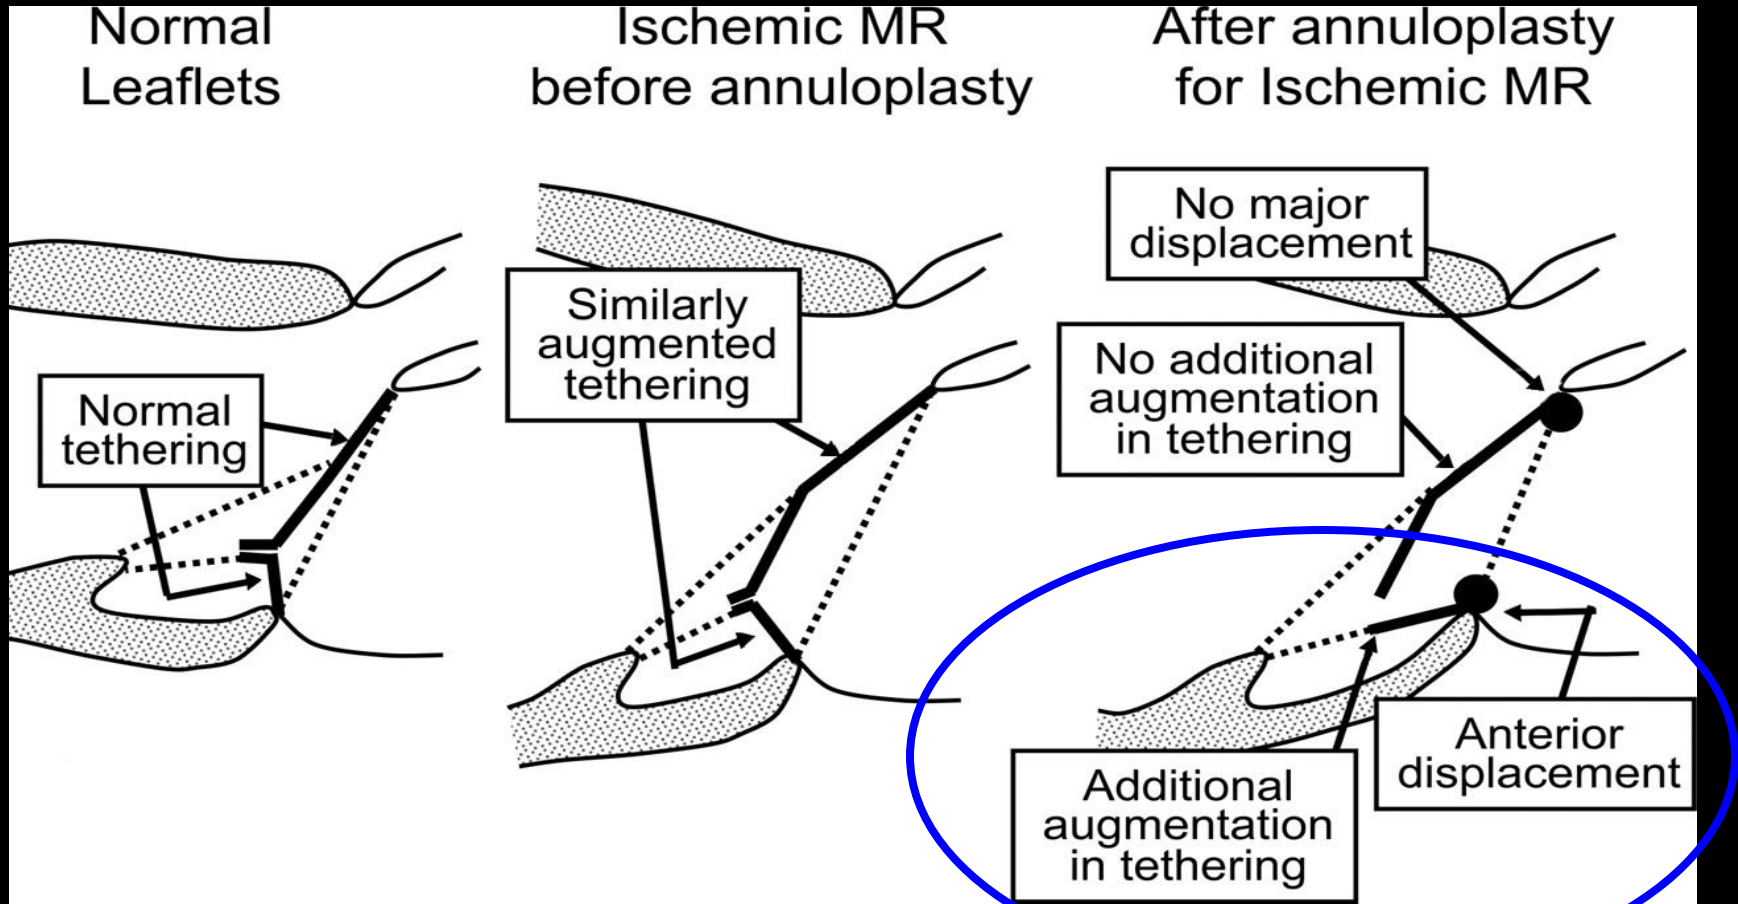 Normal
Leaflets
Ischemic MR
before annuloplasty
After annuloplasty
for Ischemic MR
Normal
tethering
Similarly
augmented
tethering
No major
displacement
No additional
augmentation
in tethering
Additional
augmentation
in tethering
Anterior
displacement